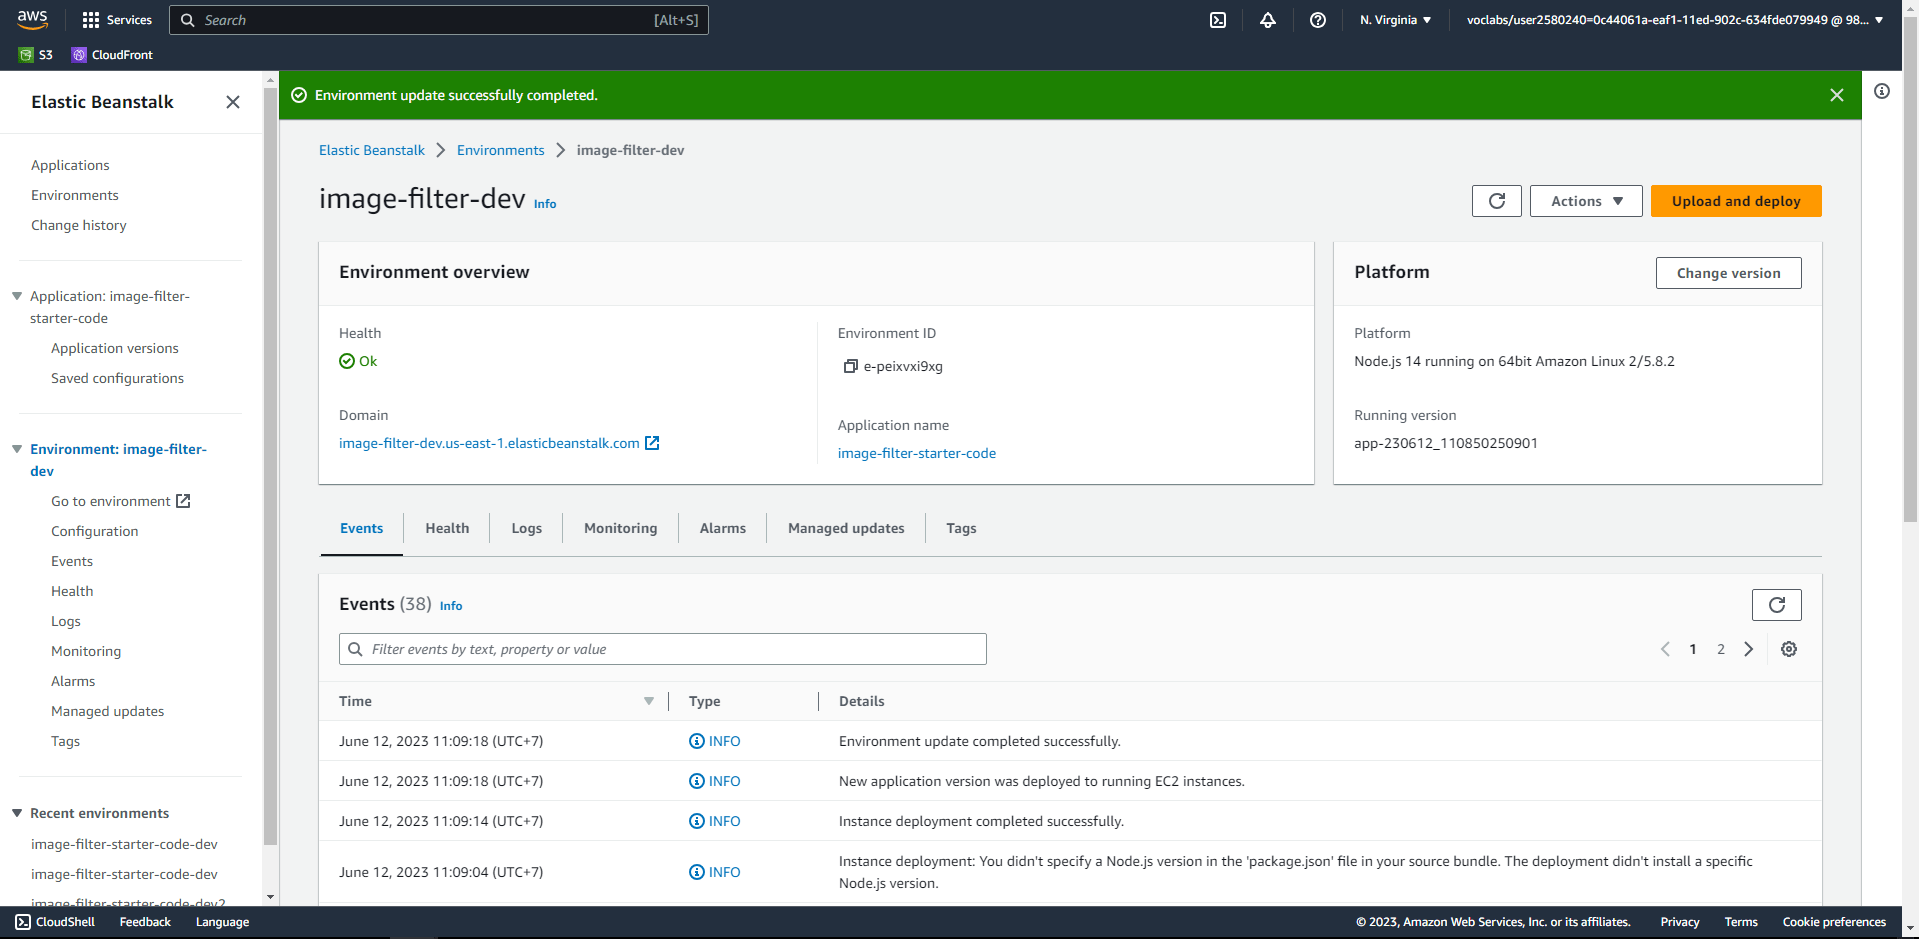 aws
Services
Search
[Alt+S]
N. Virginia
voclabs/user2580240=0c44061a-eaf1-11ed-902c-634fde079949 @ 98...
S3
CloudFront
Elastic Beanstalk
Applications
Environments
Change history
Application: image-filter-
starter-code
Application versions
Saved configurations
Environment: image-filter-
dev
Go to environment
Configuration
Events
Health
Logs
Monitoring
Alarms
Managed updates
Tags
Recent environments
image-filter-starter-code-dev
image-filter-starter-code-dev
image-filter-starter-code-dev2
Environment update successfully completed.
Elastic Beanstalk
Environments
image-filter-dev
image-filter-dev Info
Actions
Upload and deploy
Environment overview
Health
Ok
Domain
image-filter-dev.us-east-1.elasticbeanstalk.com
Environment ID
e-peixvxi9xg
Application name
image-filter-starter-code
Platform
Change version
Platform
Node.js 14 running on 64bit Amazon Linux 2/5.8.2
Running version
app-230612_110850250901
Events
Health
Logs
Monitoring
Alarms
Managed updates
Tags
Events (38) Info
Filter events by text, property or value
1
2
Time
Type
Details
June 12, 2023 11:09:18 (UTC+7)
INFO
Environment update completed successfully.
June 12, 2023 11:09:18 (UTC+7)
INFO
New application version was deployed to running EC2 instances.
June 12, 2023 11:09:14 (UTC+7)
INFO
Instance deployment completed successfully.
June 12, 2023 11:09:04 (UTC+7)
INFO
Instance deployment: You didn't specify a Node.js version in the 'package.json' file in your source bundle. The deployment didn't install a specific
Node.js version.
CloudShell
Feedback
Language
© 2023, Amazon Web Services, Inc. or its affiliates.
Privacy
Terms
Cookie preferences